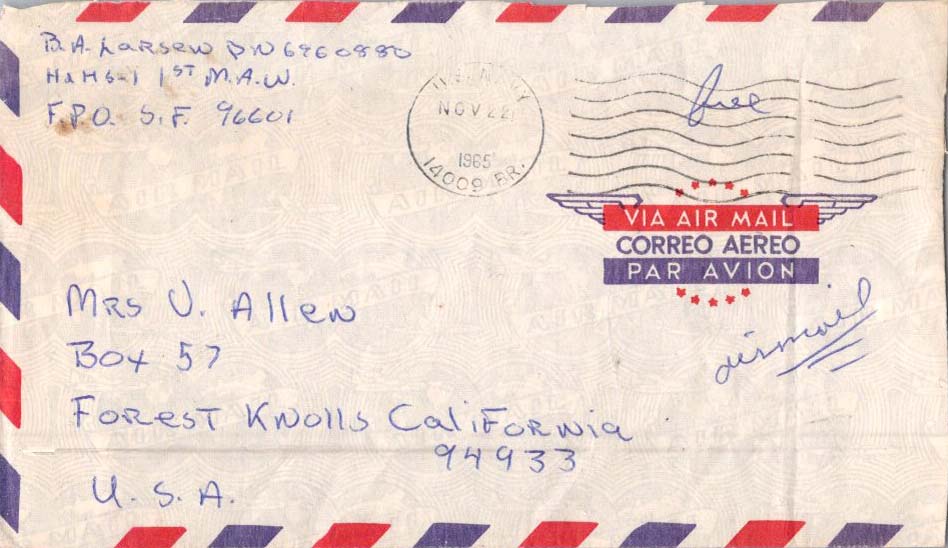 B.A. Larsen PN6960880
H&HS-1 1ST M.A.W.
F.P.O. S.F. 96601
NOV 22
1965
14009 BR.
free
VIA AIR MAIL
CORREO AEREO
PAR AVION
airmail
Mrs V. Allen
Box 57
Forest Knolls California
94933
U.S.A.